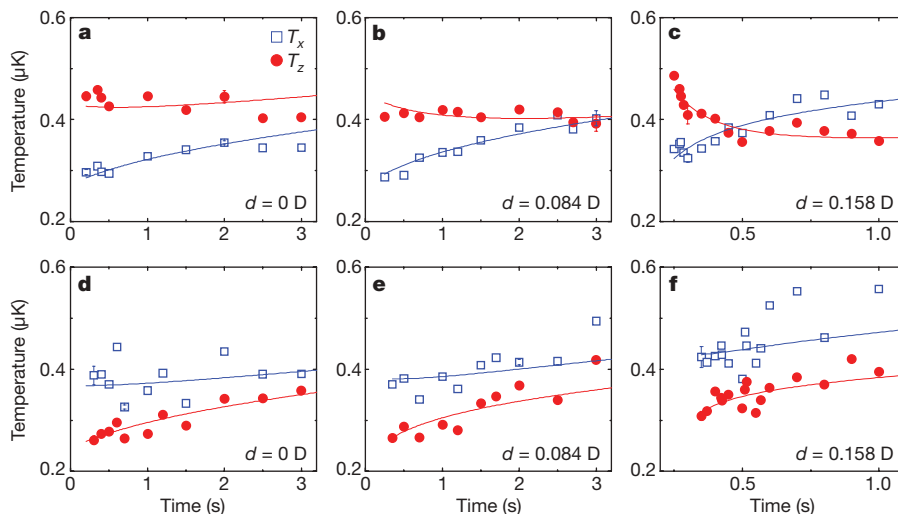 0.6 0.6 0.6
a b c
Tx
Tz
Temperature (μK)
0.4 0.4 0.4
d = 0 D d = 0.084 D d = 0.158 D
0.2 0.2 0.2
0 1 2 3 0 1 2 3 0.5 1.0
0.6 0.6 0.6
d e f
Temperature (μK)
0.4 0.4 0.4
d = 0 D d = 0.084 D d = 0.158 D
0.2 0.2 0.2
0 1 2 3 0 1 2 3 0.5 1.0
Time (s) Time (s) Time (s)